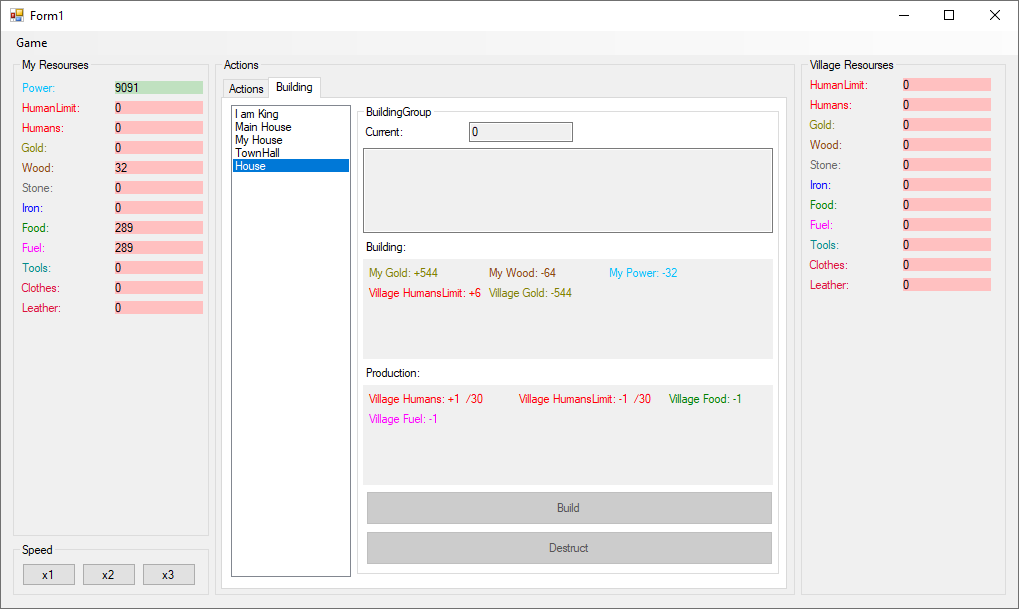 Form1
Game
My Resourses
Power: 9091
HumanLimit: 0
Humans: 0
Gold: 0
Wood: 32
Stone: 0
Iron: 0
Food: 289
Fuel: 289
Tools: 0
Clothes: 0
Leather: 0
Speed
x1 x2 x3
Actions
Actions Building
I am King
Main House
My House
TownHall
House
BuildingGroup
Current: 0
Building:
My Gold: +544 My Wood: -64 My Power: -32
Village HumansLimit: +6 Village Gold: -544
Production:
Village Humans: +1 /30 Village HumansLimit: -1 /30 Village Food: -1
Village Fuel: -1
Build
Destruct
Village Resourses
HumanLimit: 0
Humans: 0
Gold: 0
Wood: 0
Stone: 0
Iron: 0
Food: 0
Fuel: 0
Tools: 0
Clothes: 0
Leather: 0